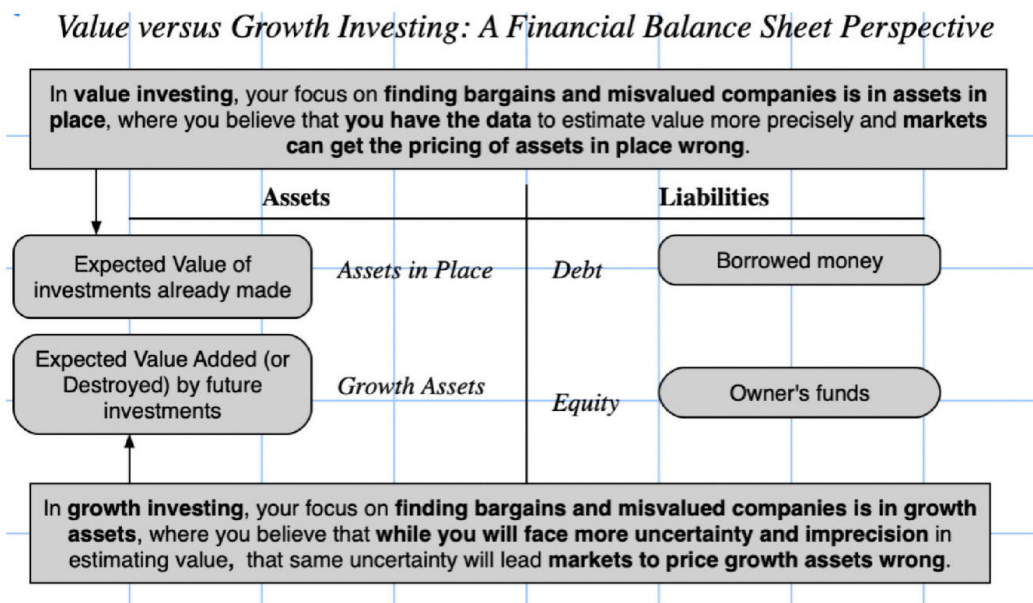 Value versus Growth Investing: A Financial Balance Sheet Perspective
In value investing, your focus on finding bargains and misvalued companies is in assets in
place, where you believe that you have the data to estimate value more precisely and markets
can get the pricing of assets in place wrong.
Assets
Liabilities
Expected Value of
investments already made
Assets in Place
Debt
Borrowed money
Expected Value Added (or
Destroyed) by future
investments
Growth Assets
Equity
Owner's funds
In growth investing, your focus on finding bargains and misvalued companies is in growth
assets, where you believe that while you will face more uncertainty and imprecision in
estimating value, that same uncertainty will lead markets to price growth assets wrong.